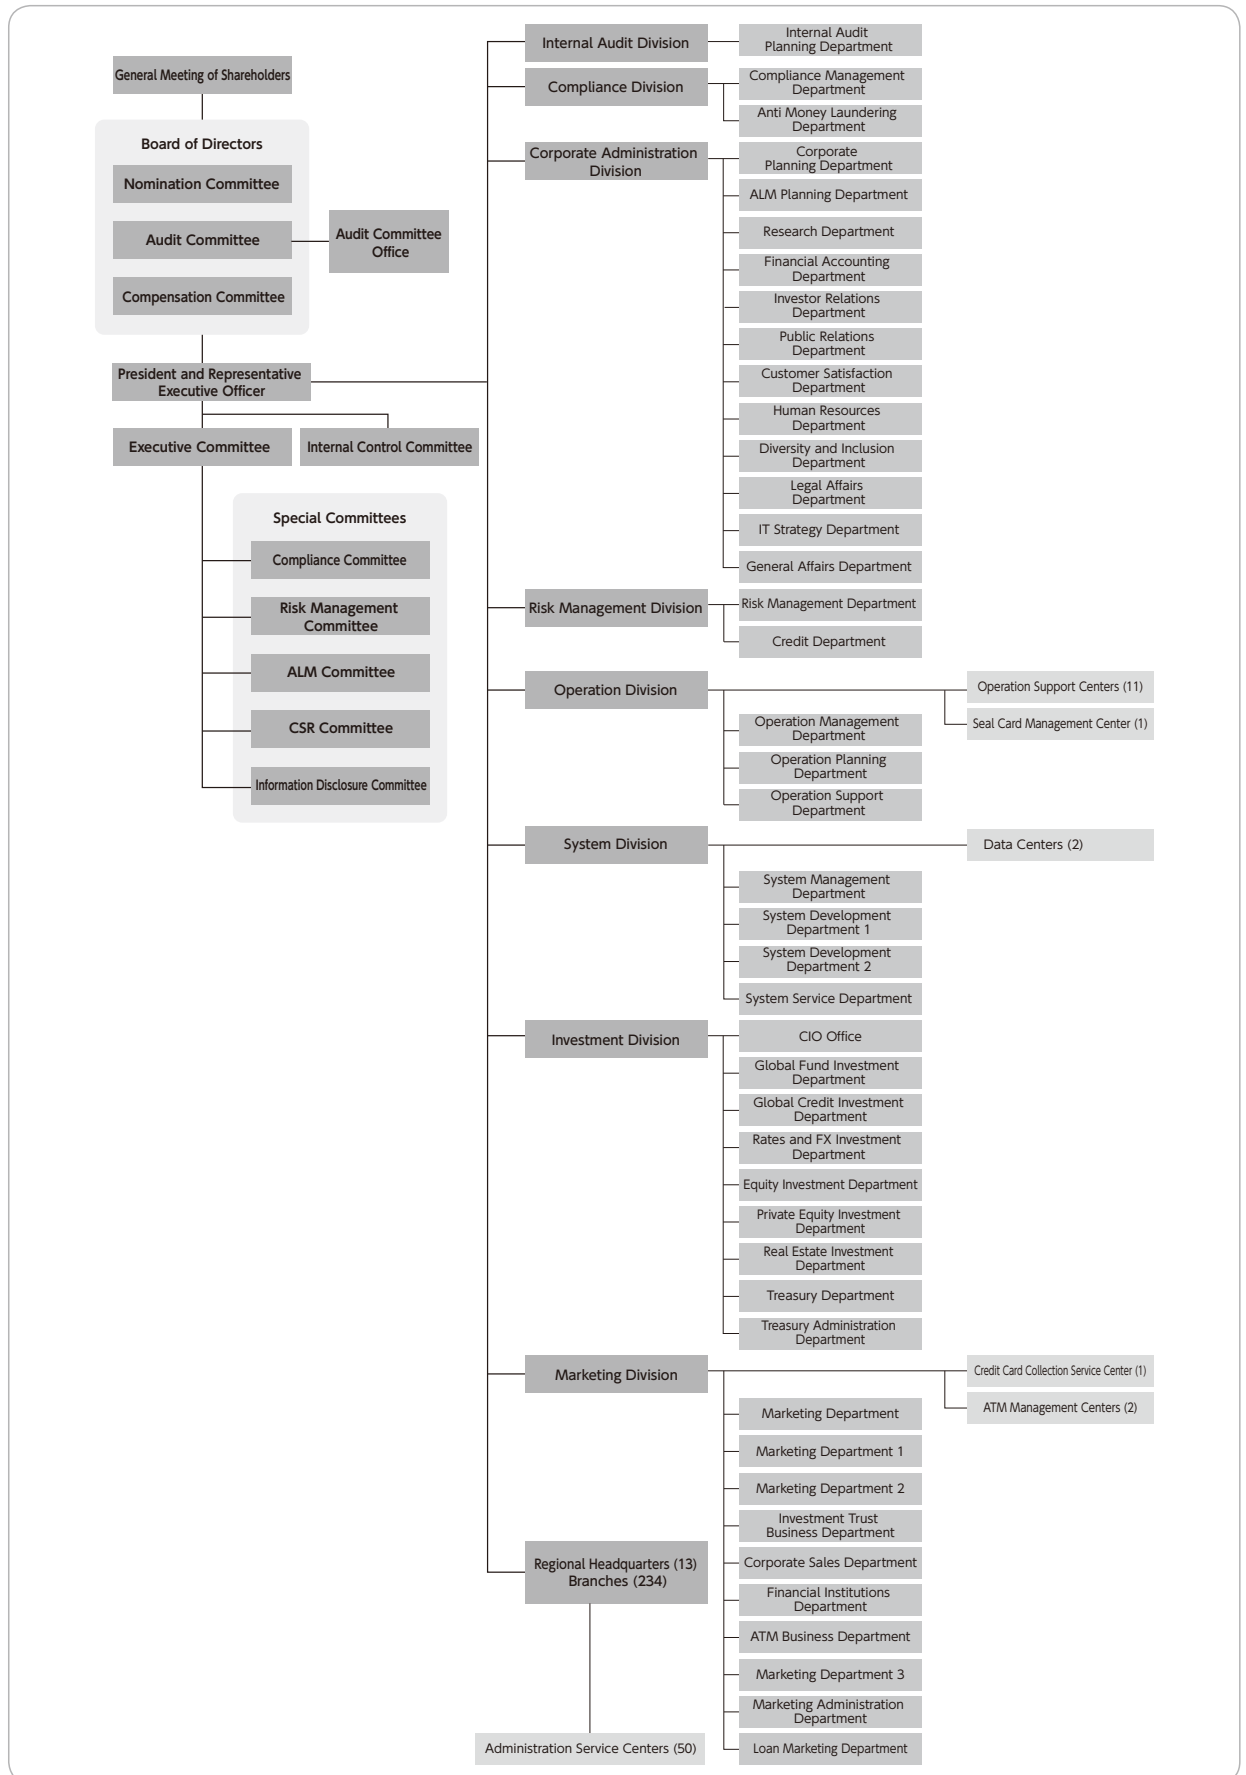 General Meeting of Shareholders
Board of Directors
Nomination Committee
Audit Committee
Audit Committee
Office
Compensation Committee
President and Representative
Executive Officer
Executive Committee
Internal Control Committee
Special Committees
Compliance Committee
Risk Management
Committee
ALM Committee
CSR Committee
Information Disclosure Committee
Internal Audit Division
Internal Audit
Planning Department
Compliance Division
Compliance Management
Department
Anti Money Laundering
Department
Corporate Administration
Division
Corporate
Planning Department
ALM Planning Department
Research Department
Financial Accounting
Department
Investor Relations
Department
Public Relations
Department
Customer Satisfaction
Department
Human Resources
Department
Diversity and Inclusion
Department
Legal Affairs
Department
IT Strategy Department
General Affairs Department
Risk Management Division
Risk Management Department
Credit Department
Operation Division
Operation Support Centers (11)
Seal Card Management Center (1)
Operation Management
Department
Operation Planning
Department
Operation Support
Department
System Division
Data Centers (2)
System Management
Department
System Development
Department 1
System Development
Department 2
System Service Department
Investment Division
CIO Office
Global Fund Investment
Department
Global Credit Investment
Department
Rates and FX Investment
Department
Equity Investment Department
Private Equity Investment
Department
Real Estate Investment
Department
Treasury Department
Treasury Administration
Department
Marketing Division
Credit Card Collection Service Center (1)
ATM Management Centers (2)
Marketing Department
Marketing Department 1
Marketing Department 2
Investment Trust
Business Department
Corporate Sales Department
Financial Institutions
Department
ATM Business Department
Marketing Department 3
Marketing Administration
Department
Loan Marketing Department
Regional Headquarters (13)
Branches (234)
Administration Service Centers (50)